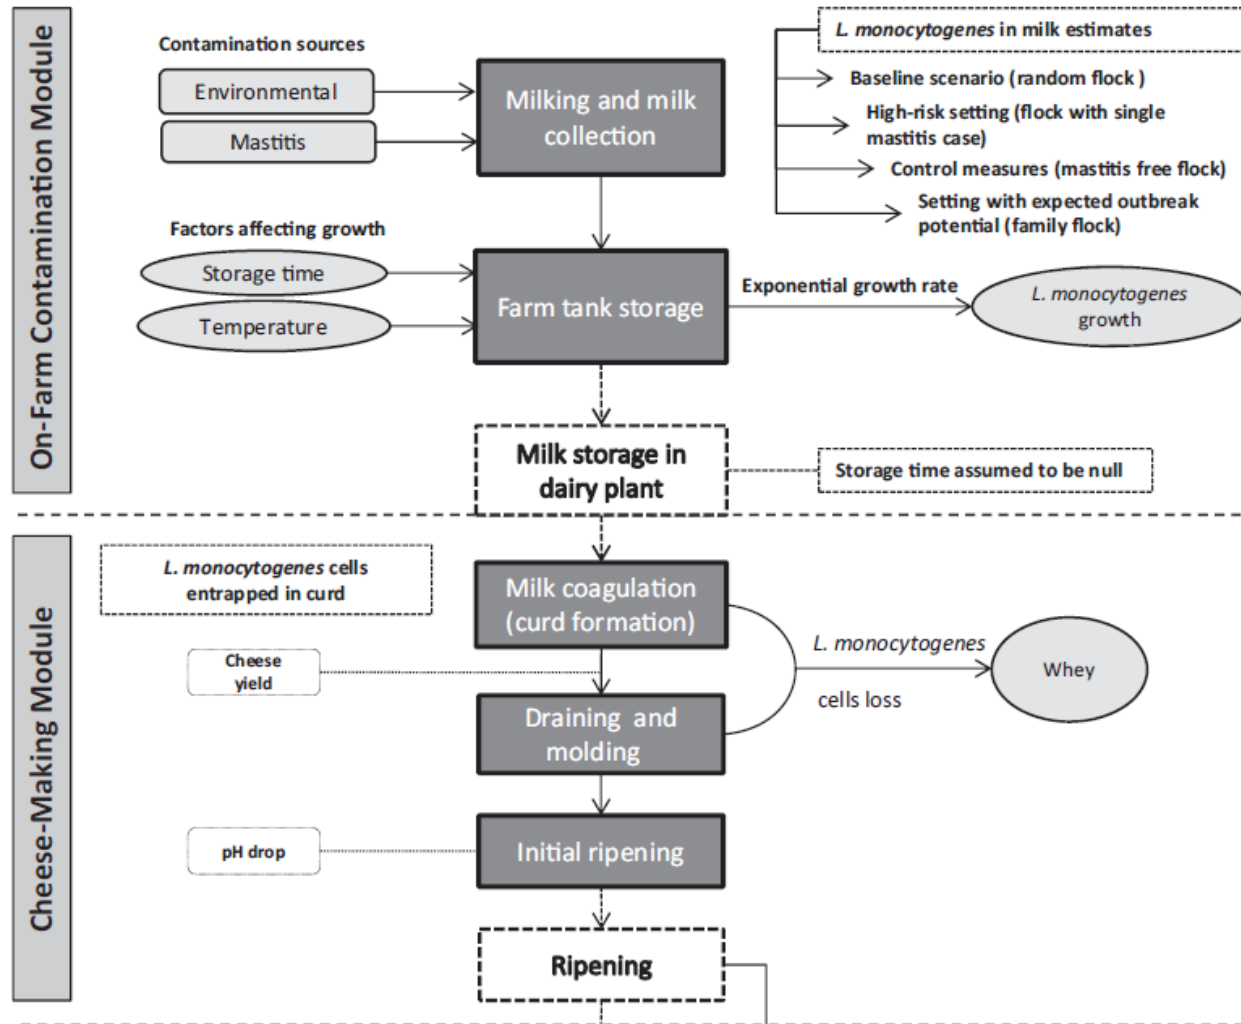 On-Farm Contamination Module
Contamination sources
Environmental
Mastitis
Milking and milk
collection
L. monocytogenes in milk estimates
Baseline scenario (random flock )
High-risk setting (flock with single
mastitis case)
Control measures (mastitis free flock)
Setting with expected outbreak
potential (family flock)
Factors affecting growth
Storage time
Temperature
Farm tank storage
Exponential growth rate
L. monocytogenes
growth
Milk storage in
dairy plant
Storage time assumed to be null
Cheese-Making Module
L. monocytogenes cells
entrapped in curd
Milk coagulation
(curd formation)
Cheese
yield
L. monocytogenes
cells loss
Whey
Draining and
molding
pH drop
Initial ripening
Ripening